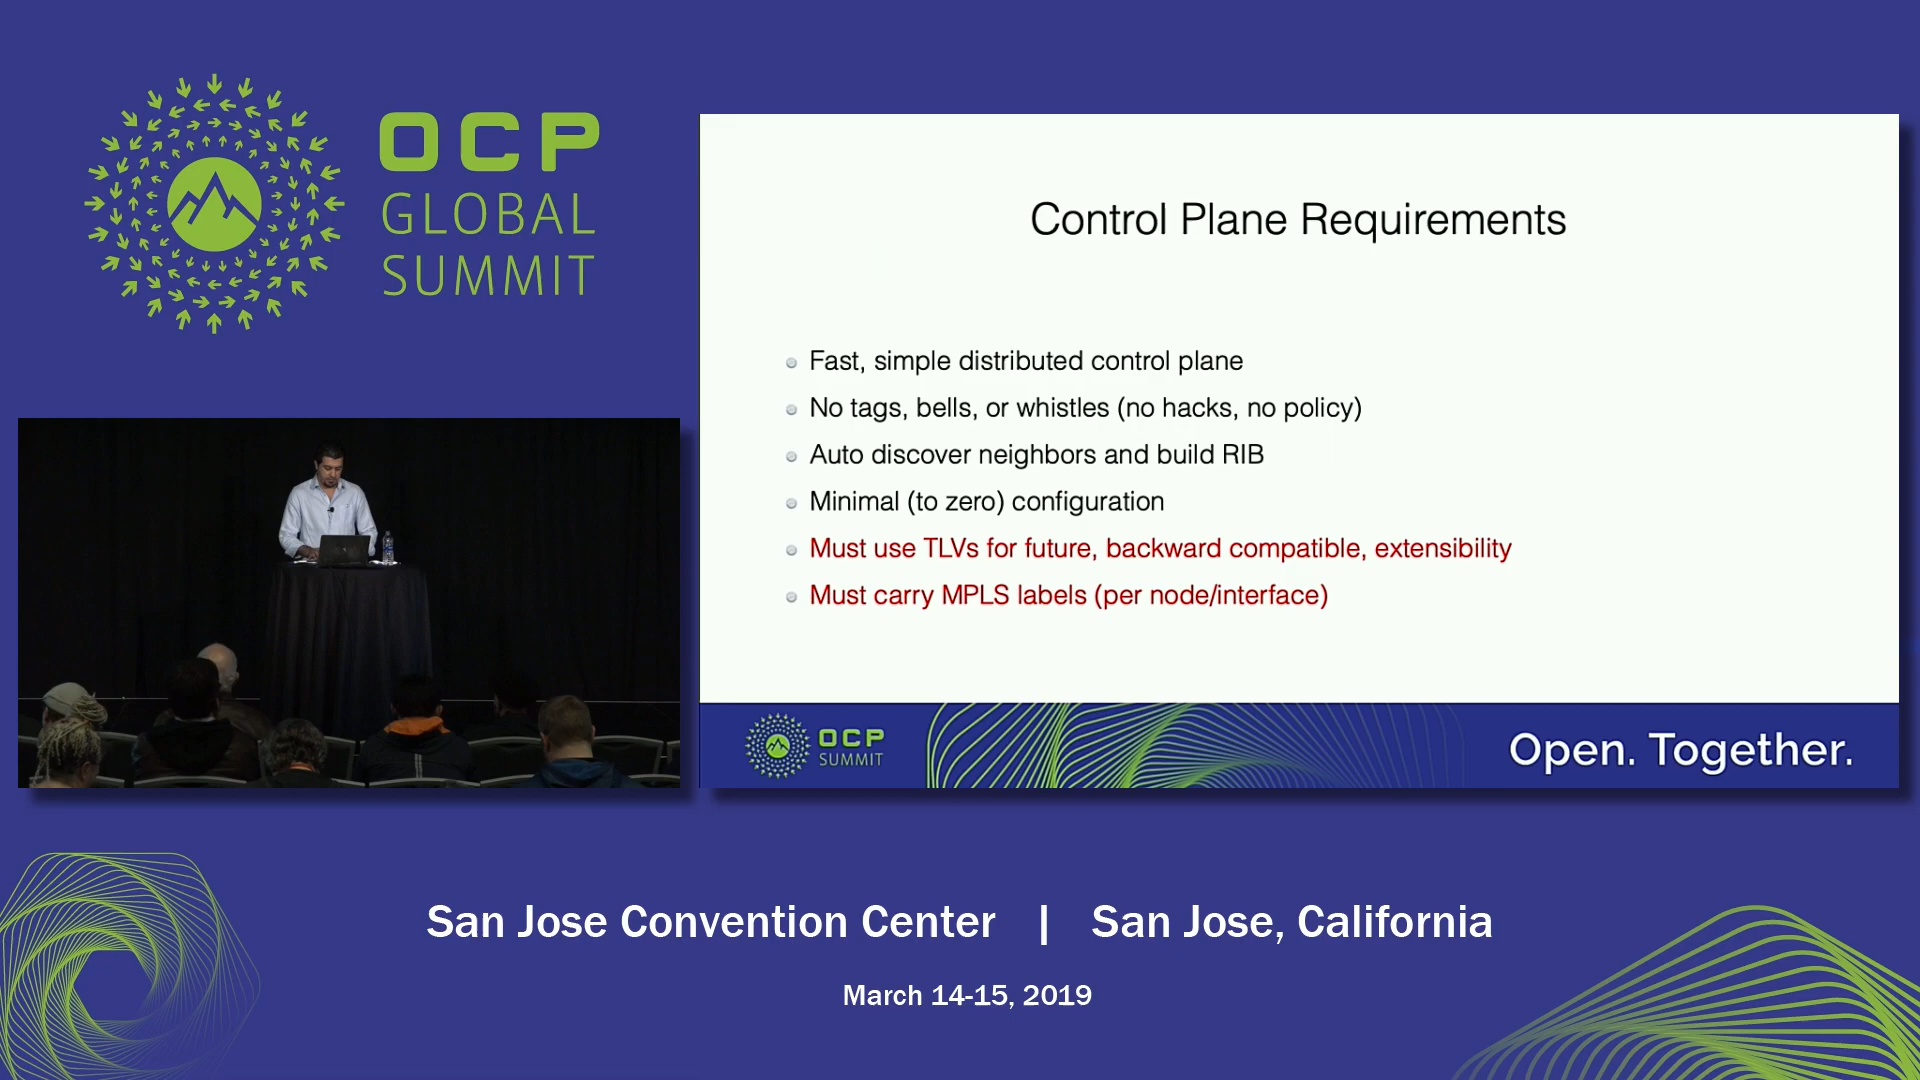 OCP
GLOBAL
SUMMIT
Control Plane Requirements
Fast, simple distributed control plane
No tags, bells, or whistles (no hacks, no policy)
Auto discover neighbors and build RIB
Minimal (to zero) configuration
Must use TLVs for future, backward compatible, extensibility
Must carry MPLS labels (per node/interface)
OCP
SUMMIT
Open. Together.
San Jose Convention Center | San Jose, California
March 14-15, 2019